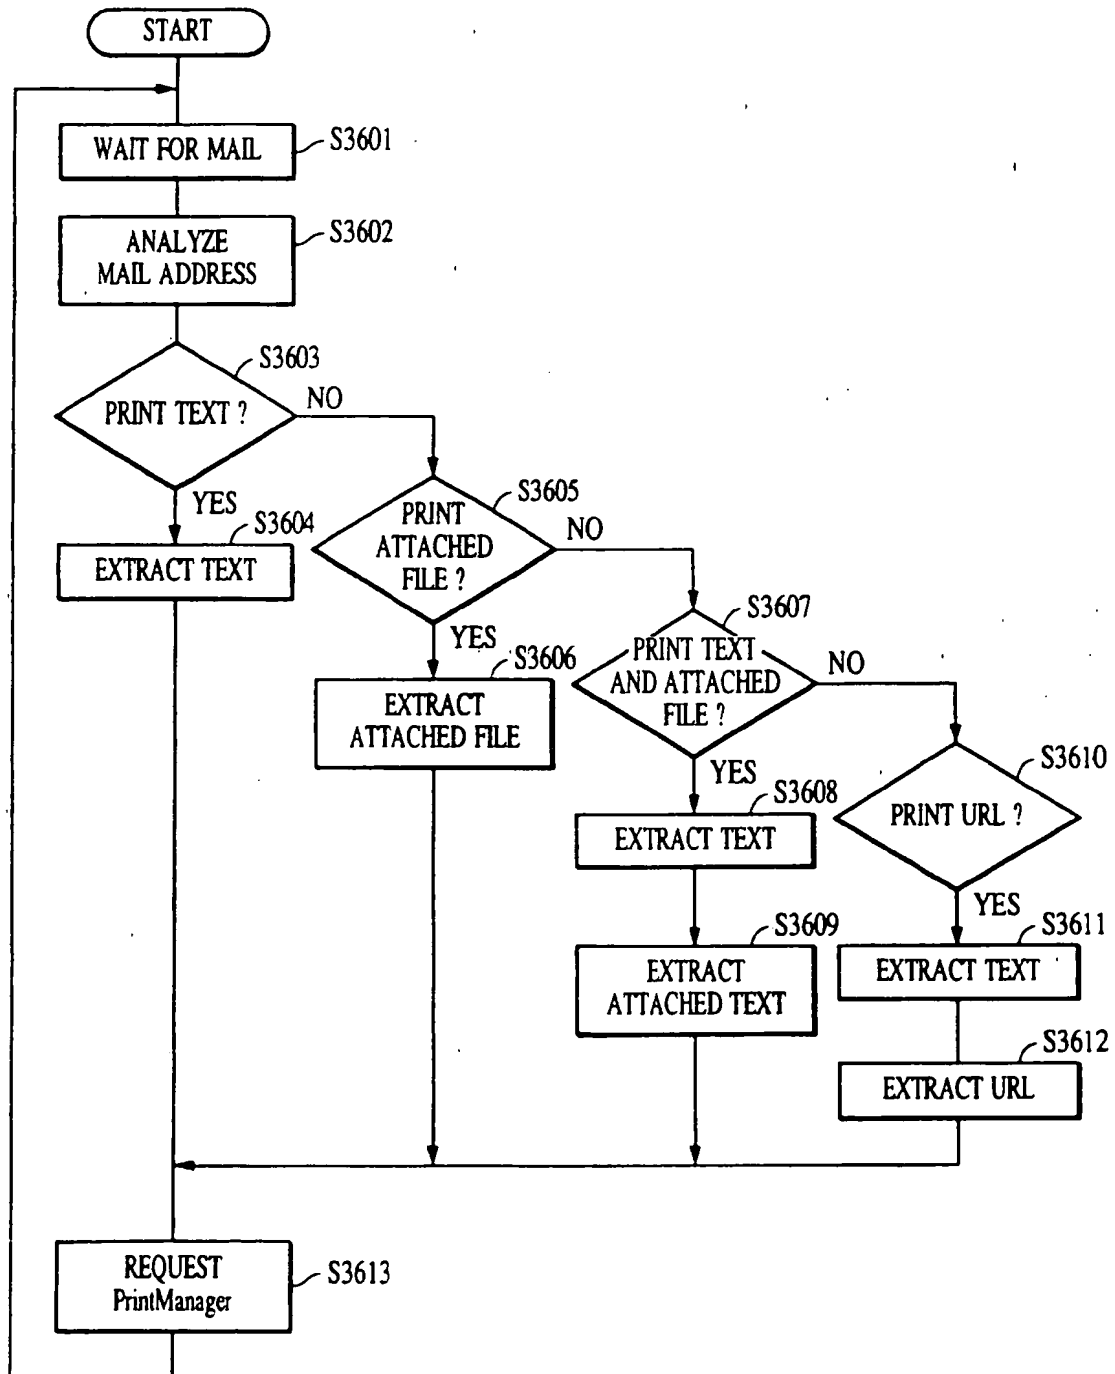 START
WAIT FOR MAIL
S3601
ANALYZE
MAIL ADDRESS
S3602
PRINT TEXT ?
S3603
NO
YES
EXTRACT TEXT
S3604
PRINT
ATTACHED
FILE ?
S3605
NO
YES
EXTRACT
ATTACHED FILE
S3606
PRINT TEXT
AND ATTACHED
FILE ?
S3607
NO
YES
EXTRACT TEXT
S3608
EXTRACT
ATTACHED TEXT
S3609
PRINT URL ?
S3610
YES
EXTRACT TEXT
S3611
EXTRACT URL
S3612
REQUEST
PrintManager
S3613